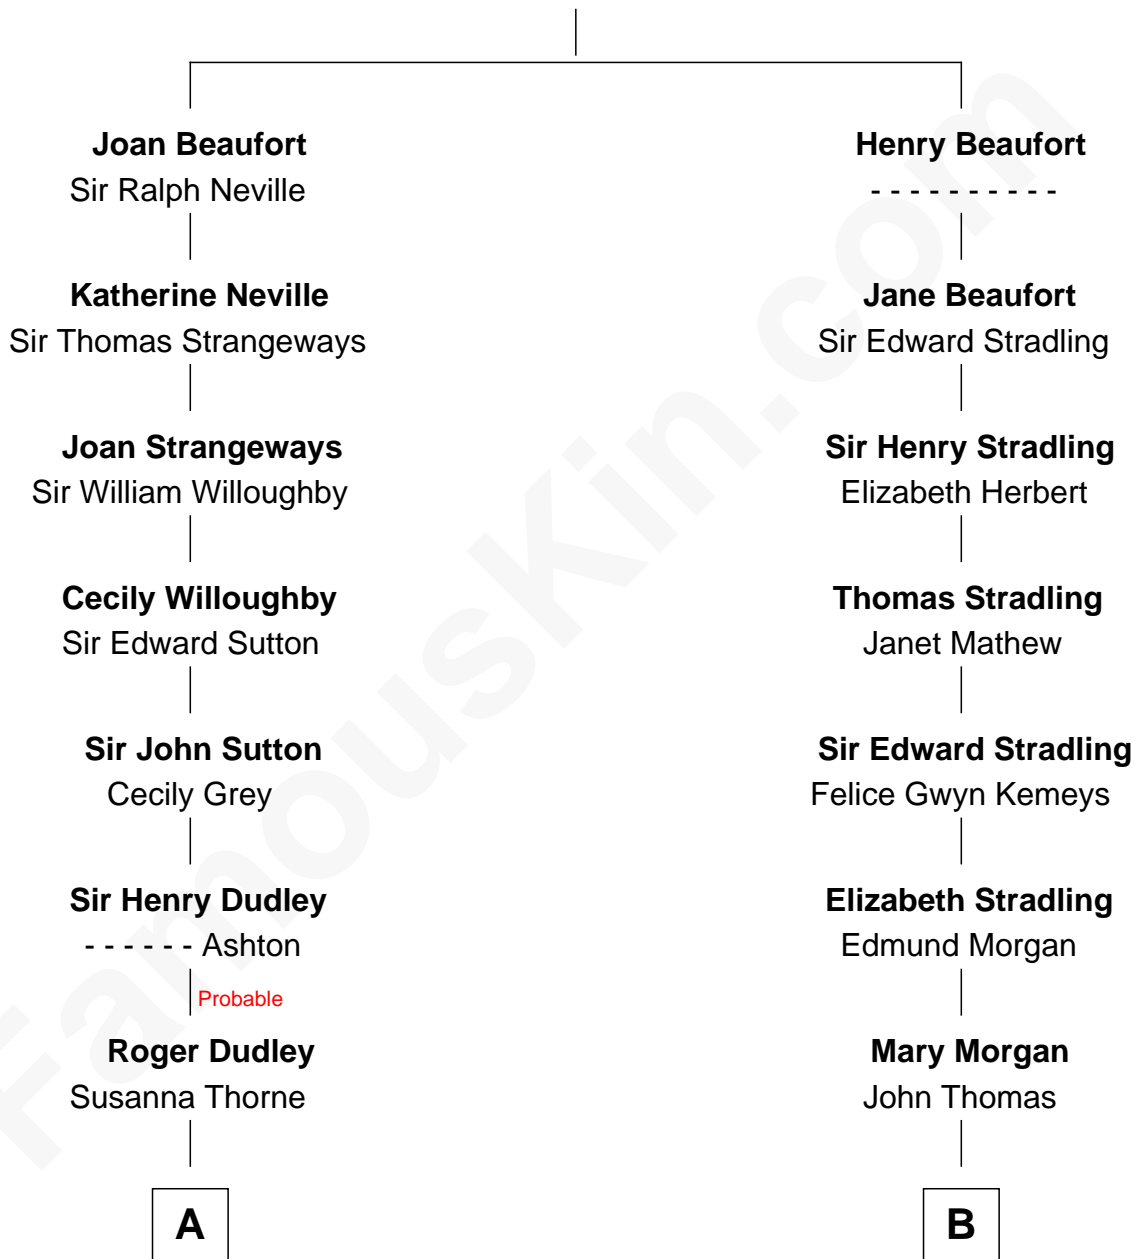 Joan Beaufort
Sir Ralph Neville
Henry Beaufort
- - - - - - - - - -
Katherine Neville
Sir Thomas Strangeways
Jane Beaufort
Sir Edward Stradling
Joan Strangeways
Sir William Willoughby
Sir Henry Stradling
Elizabeth Herbert
Cecily Willoughby
Sir Edward Sutton
Thomas Stradling
Janet Mathew
Sir John Sutton
Cecily Grey
Sir Edward Stradling
Felice Gwyn Kemeys
Sir Henry Dudley
- - - - - - Ashton
Probable
Elizabeth Stradling
Edmund Morgan
Roger Dudley
Susanna Thorne
Mary Morgan
John Thomas
A
B
FamousKin.com